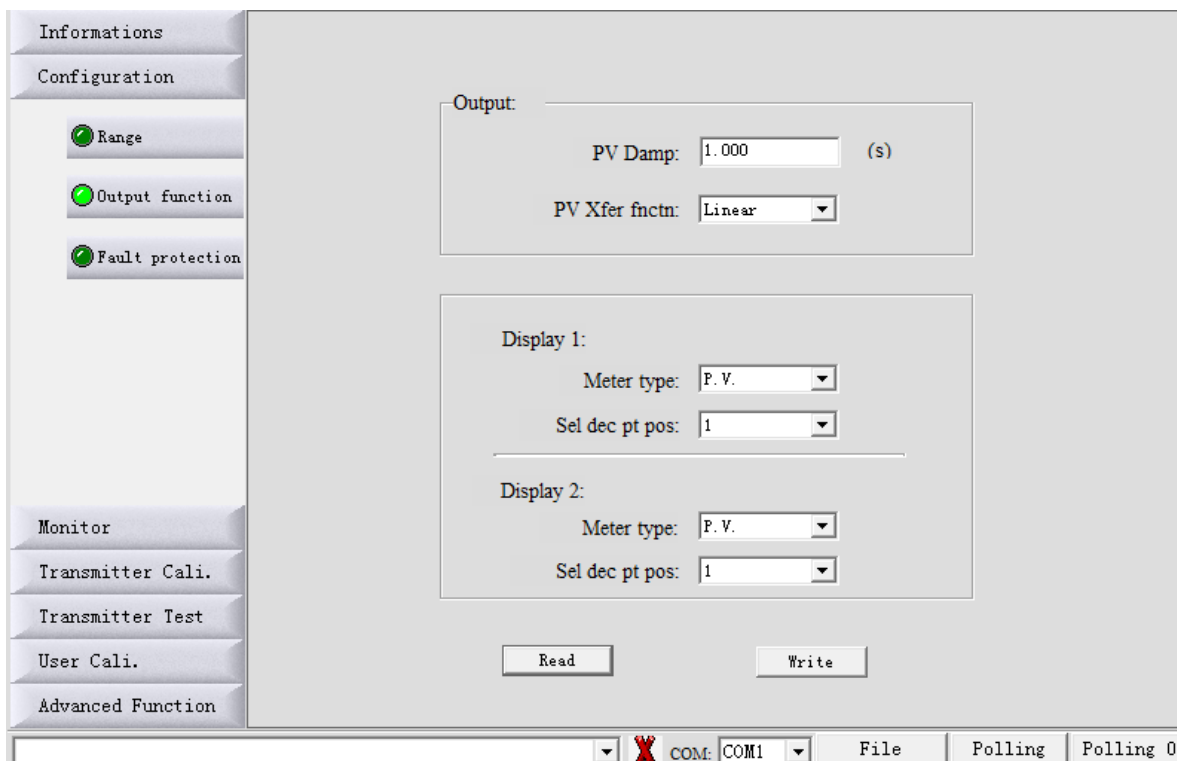 Informations
Configuration
Range
Output function
Fault protection
Monitor
Transmitter Cali.
Transmitter Test
User Cali.
Advanced Function
Output:
PV Damp: 1.000 (s)
PV Xfer fnctn: Linear
Display 1:
Meter type: P.V.
Sel dec pt pos: 1
Display 2:
Meter type: P.V.
Sel dec pt pos: 1
Read Write
X COM: COM1 File Polling Polling 0